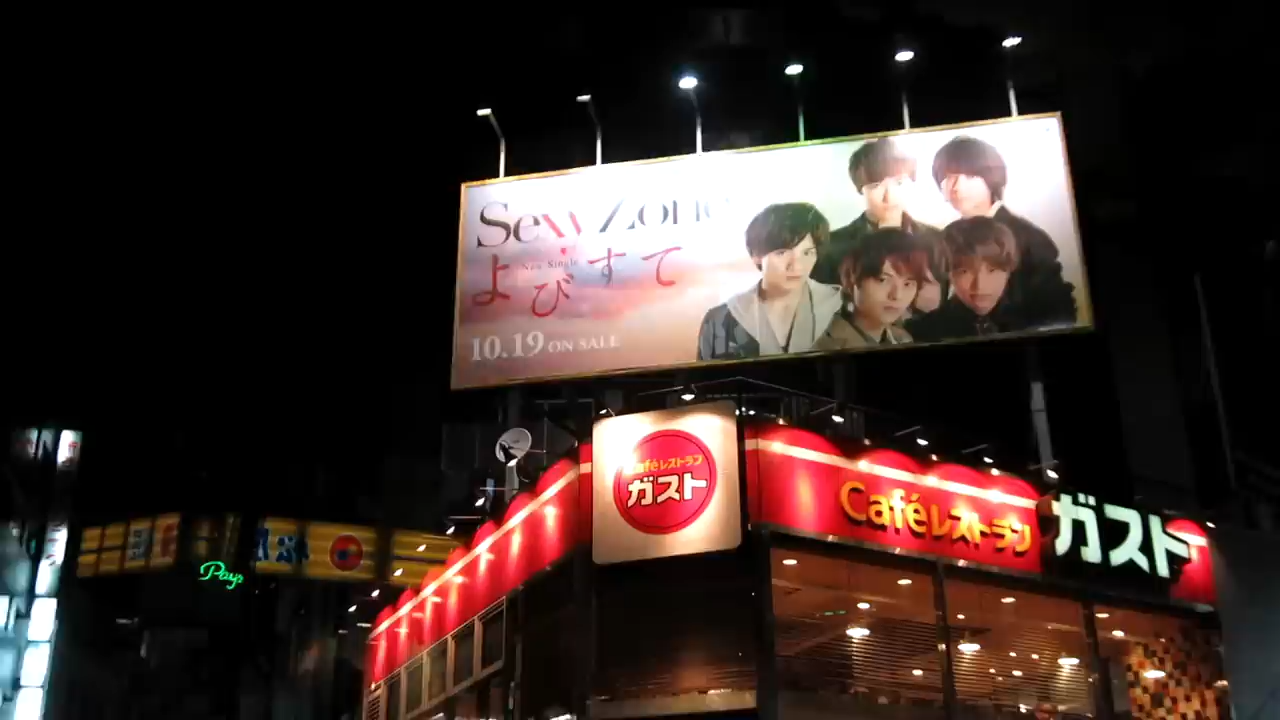 Sexy Zone
New Single
よびすて
10.19 ON SALE
Caféレストラン
ガスト
Caféレストラン ガスト
Pays